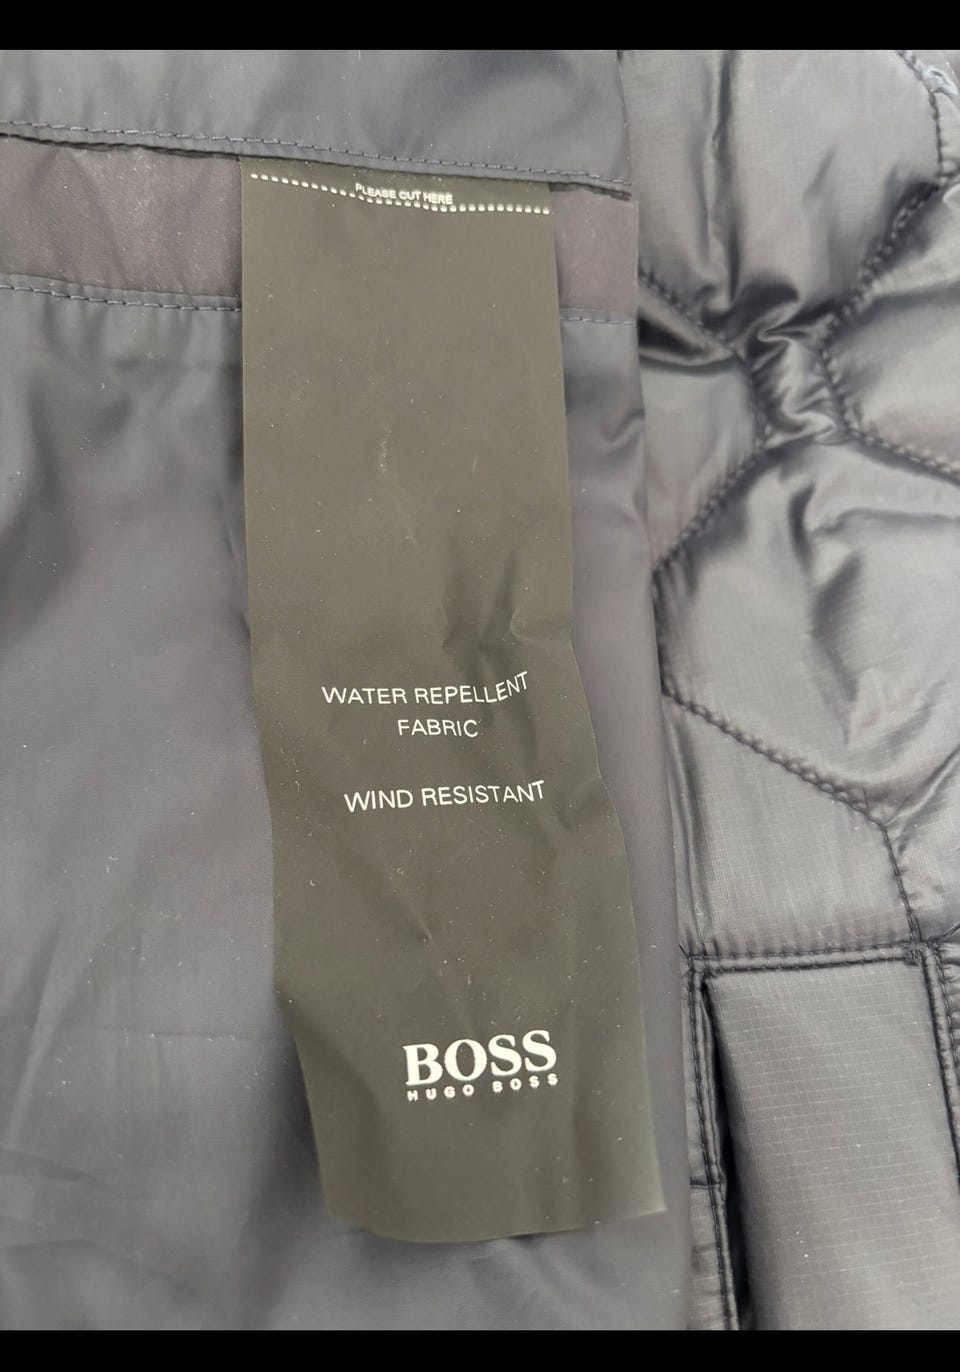 PLEASE CUT HERE
WATER REPELLENT
FABRIC
WIND RESISTANT
BOSS
HUGO BOSS